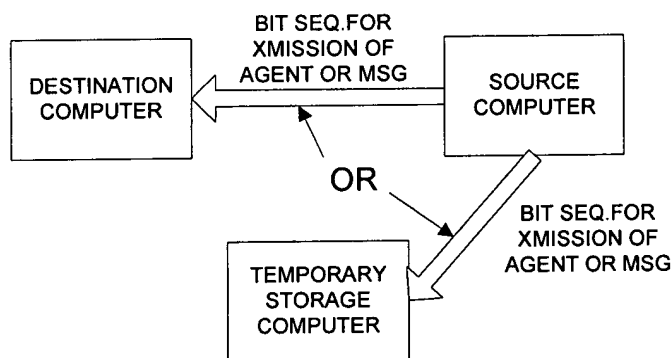 BIT SEQ.FOR
XMISSION OF
AGENT OR MSG
DESTINATION
COMPUTER
SOURCE
COMPUTER
OR
BIT SEQ.FOR
XMISSION OF
AGENT OR MSG
TEMPORARY
STORAGE
COMPUTER